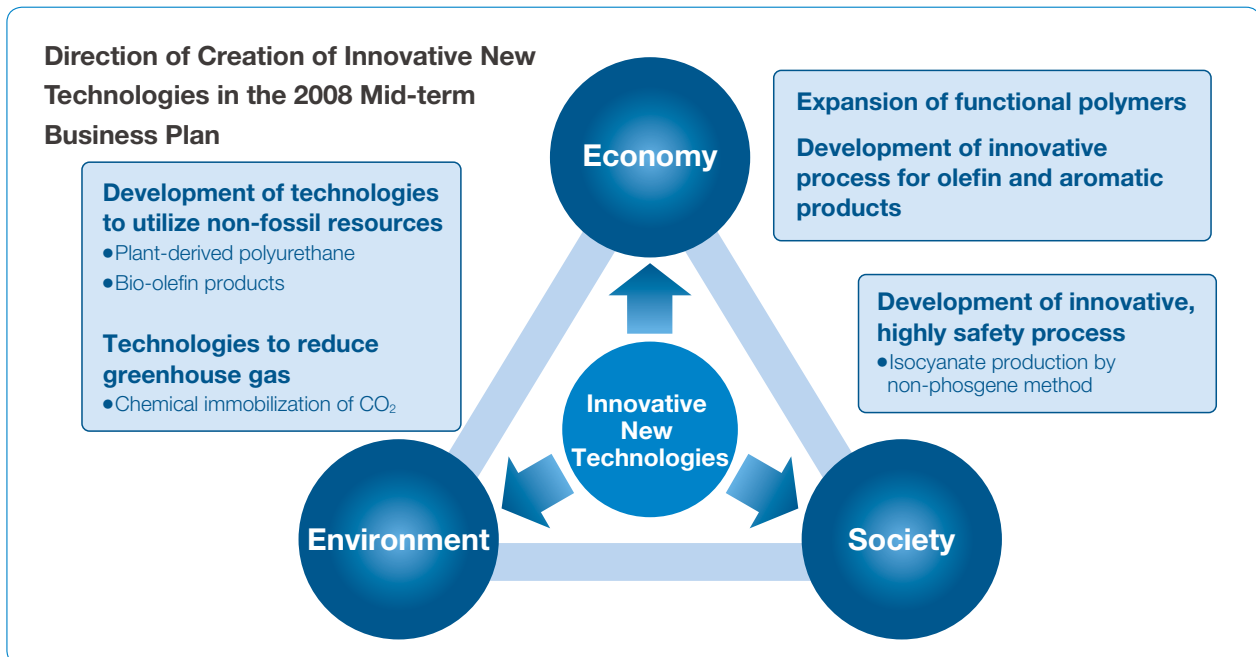 Direction of Creation of Innovative New
Technologies in the 2008 Mid-term
Business Plan
Development of technologies
to utilize non-fossil resources
●Plant-derived polyurethane
●Bio-olefin products
Technologies to reduce
greenhouse gas
●Chemical immobilization of CO₂
Economy
Expansion of functional polymers
Development of innovative
process for olefin and aromatic
products
Development of innovative,
highly safety process
●Isocyanate production by
non-phosgene method
Innovative
New
Technologies
Environment
Society